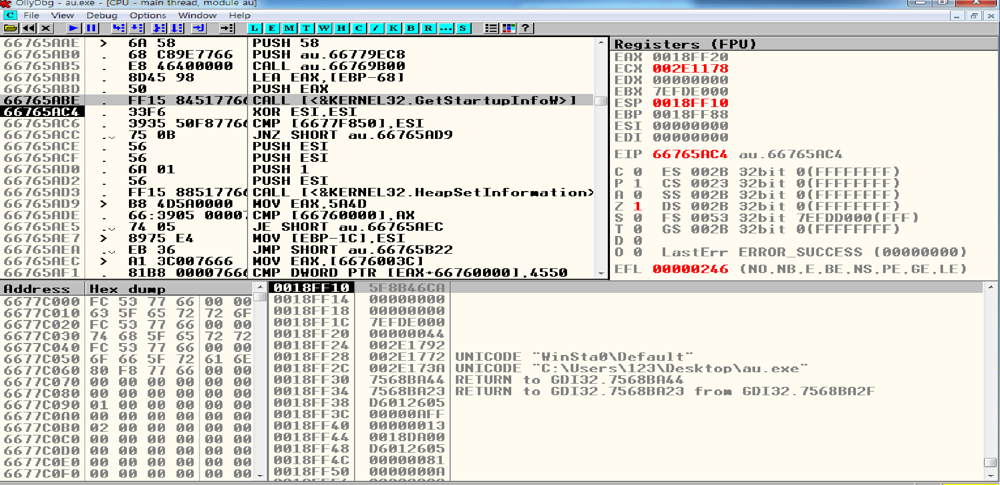 OllyDbg - au.exe - [CPU - main thread, module au]
C File View Debug Options Window Help
L E M T W H C / K B R ... S ?
66765AAE > 6A 58 PUSH 58
66765AB0 . 68 C89E7766 PUSH au.66779EC8
66765AB5 . E8 46400000 CALL au.66769B00
66765ABA . 8D45 98 LEA EAX,[EBP-68]
66765ABD . 50 PUSH EAX
66765ABE . FF15 84517766 CALL [<&KERNEL32.GetStartupInfoW>]
66765AC4 . 33F6 XOR ESI,ESI
66765AC6 . 3935 50F87766 CMP [6677F850],ESI
66765ACC .⌄ 75 0B JNZ SHORT au.66765AD9
66765ACE . 56 PUSH ESI
66765ACF . 56 PUSH ESI
66765AD0 . 6A 01 PUSH 1
66765AD2 . 56 PUSH ESI
66765AD3 . FF15 88517766 CALL [<&KERNEL32.HeapSetInformation>
66765AD9 > B8 4D5A0000 MOV EAX,5A4D
66765ADE . 66:3905 00007 CMP [66760000],AX
66765AE5 .⌄ 74 05 JE SHORT au.66765AEC
66765AE7 > 8975 E4 MOV [EBP-1C],ESI
66765AEA .⌄ EB 36 JMP SHORT au.66765B22
66765AEC > A1 3C007666 MOV EAX,[6676003C]
66765AF1 . 81B8 00007666 CMP DWORD PTR [EAX+66760000],4550
Registers (FPU)
EAX 0018FF20
ECX 002E1178
EDX 00000000
EBX 7EFDE000
ESP 0018FF10
EBP 0018FF88
ESI 00000000
EDI 00000000
EIP 66765AC4 au.66765AC4
C 0 ES 002B 32bit 0(FFFFFFFF)
P 1 CS 0023 32bit 0(FFFFFFFF)
A 0 SS 002B 32bit 0(FFFFFFFF)
Z 1 DS 002B 32bit 0(FFFFFFFF)
S 0 FS 0053 32bit 7EFDD000(FFF)
T 0 GS 002B 32bit 0(FFFFFFFF)
D 0
O 0 LastErr ERROR_SUCCESS (00000000)
EFL 00000246 (NO,NB,E,BE,NS,PE,GE,LE)
Address Hex dump
6677C000 FC 53 77 66 00 00
6677C010 63 5F 65 72 72 6F
6677C020 FC 53 77 66 00 00
6677C030 74 68 5F 65 72 72
6677C040 FC 53 77 66 00 00
6677C050 6F 66 5F 72 61 6E
6677C060 80 F8 77 66 00 00
6677C070 00 00 00 00 00 00
6677C080 00 00 00 00 00 00
6677C090 01 00 00 00 00 00
6677C0A0 00 00 00 00 00 00
6677C0B0 02 00 00 00 00 00
6677C0C0 00 00 00 00 00 00
6677C0D0 00 00 00 00 00 00
6677C0E0 00 00 00 00 00 00
6677C0F0 00 00 00 00 00 00
0018FF10 5F8B46CA
0018FF14 00000000
0018FF18 00000000
0018FF1C 7EFDE000
0018FF20 00000044
0018FF24 002E1792
0018FF28 002E1772 UNICODE "WinSta0\Default"
0018FF2C 002E173A UNICODE "C:\Users\123\Desktop\au.exe"
0018FF30 7568BA44 RETURN to GDI32.7568BA44
0018FF34 7568BA23 RETURN to GDI32.7568BA23 from GDI32.7568BA2F
0018FF38 D6012605
0018FF3C 00000AFF
0018FF40 00000013
0018FF44 0018DA00
0018FF48 D6012605
0018FF4C 00000081
0018FF50 0000000A